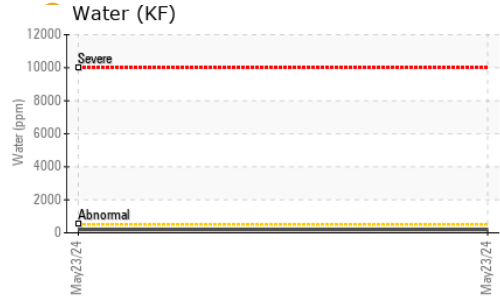 Water (KF)
12000
Severe
10000
8000
6000
Water (ppm)
4000
2000
Abnormal
0
May23/24
May23/24